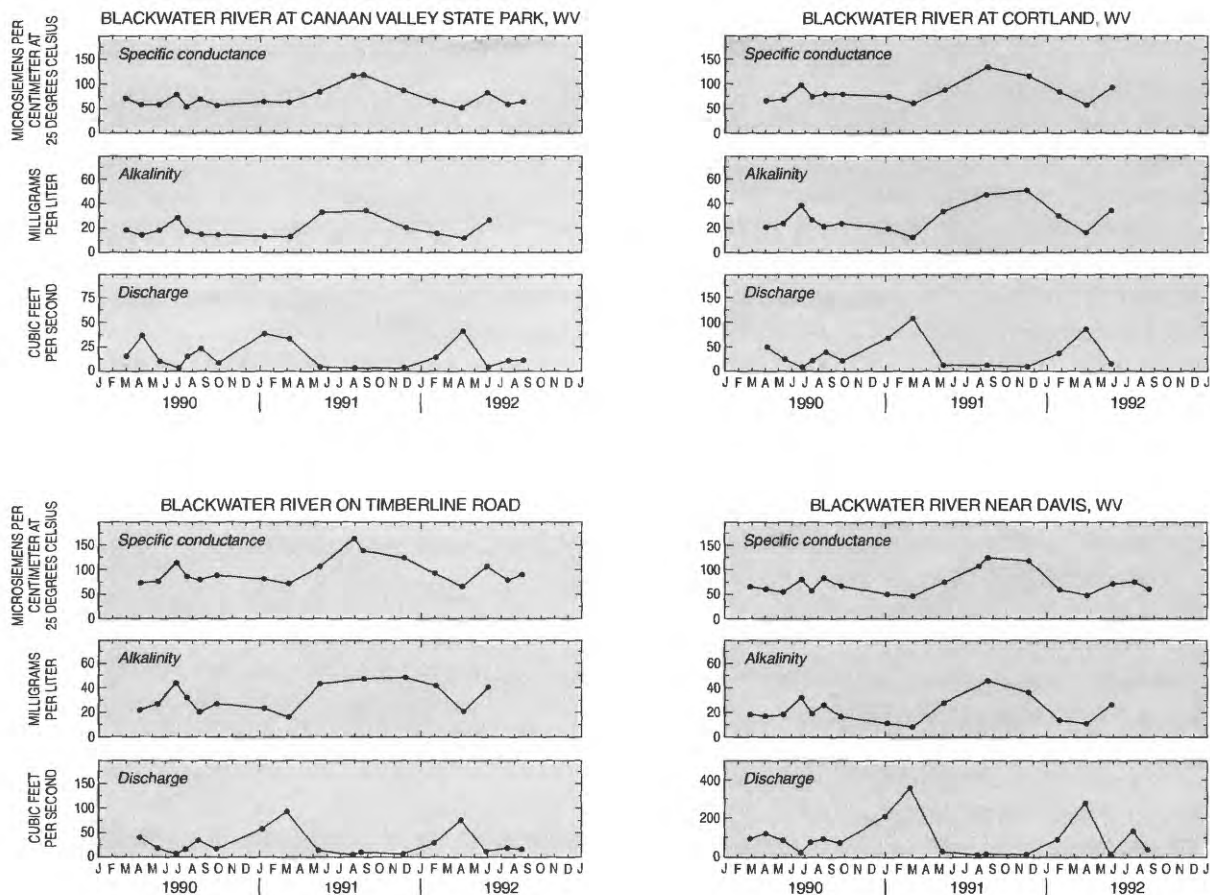 BLACKWATER RIVER AT CANAAN VALLEY STATE PARK, WV
MICROSIEMENS PER
CENTIMETER AT
25 DEGREES CELSIUS
Specific conductance
150
100
50
0
MILLIGRAMS
PER LITER
Alkalinity
60
40
20
0
CUBIC FEET
PER SECOND
Discharge
75
50
25
0
J F M A M J J A S O N D J F M A M J J A S O N D J F M A M J J A S O N D J
1990 1991 1992
BLACKWATER RIVER AT CORTLAND, WV
Specific conductance
150
100
50
0
Alkalinity
60
40
20
0
Discharge
150
100
50
0
J F M A M J J A S O N D J F M A M J J A S O N D J F M A M J J A S O N D J
1990 1991 1992
BLACKWATER RIVER ON TIMBERLINE ROAD
MICROSIEMENS PER
CENTIMETER AT
25 DEGREES CELSIUS
Specific conductance
150
100
50
0
MILLIGRAMS
PER LITER
Alkalinity
60
40
20
0
CUBIC FEET
PER SECOND
Discharge
150
100
50
0
J F M A M J J A S O N D J F M A M J J A S O N D J F M A M J J A S O N D J
1990 1991 1992
BLACKWATER RIVER NEAR DAVIS, WV
Specific conductance
150
100
50
0
Alkalinity
60
40
20
0
Discharge
400
200
0
J F M A M J J A S O N D J F M A M J J A S O N D J F M A M J J A S O N D J
1990 1991 1992